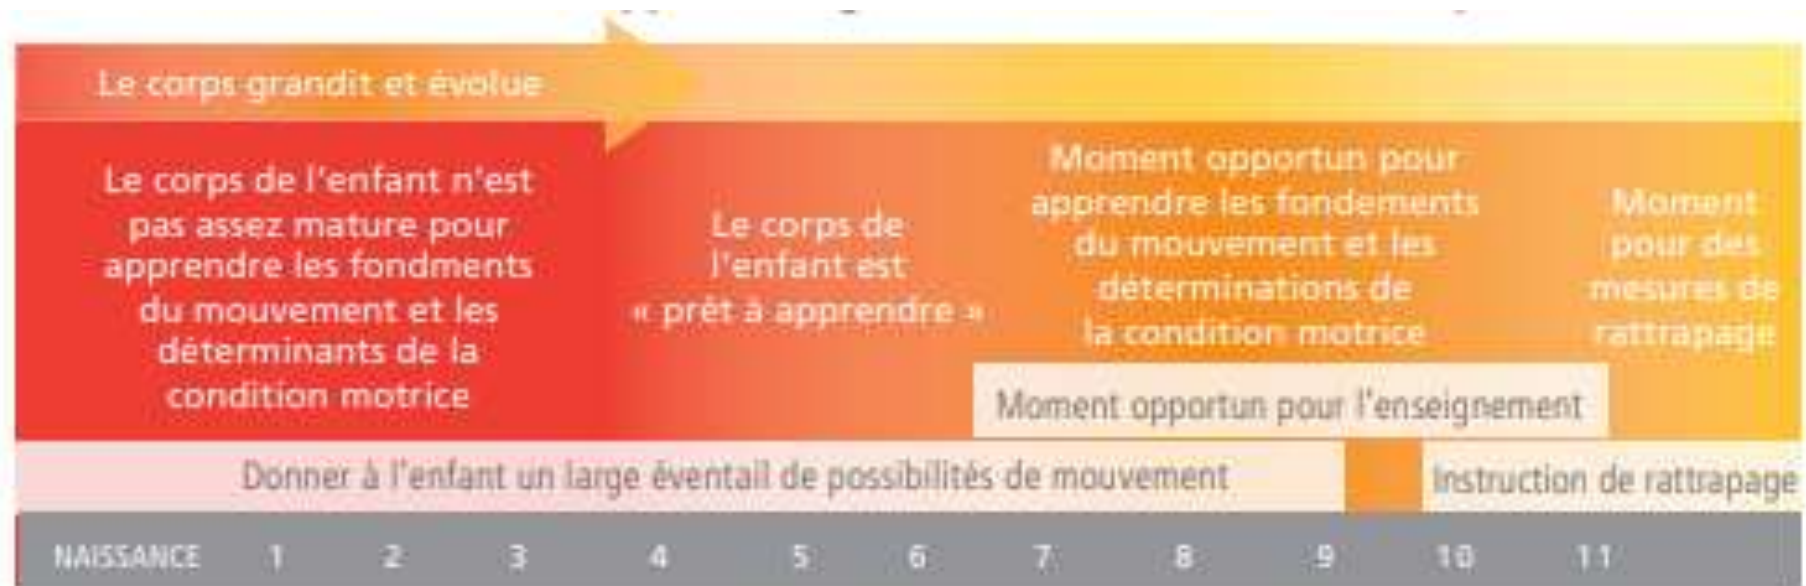 Le corps grandit et évolue
Le corps de l'enfant n'est
pas assez mature pour
apprendre les fondments
du mouvement et les
déterminants de la
condition motrice
Le corps de
l'enfant est
« prêt à apprendre »
Moment opportun pour
apprendre les fondements
du mouvement et les
déterminations de
la condition motrice
Moment
pour des
mesures de
rattrapage
Moment opportun pour l'enseignement
Donner à l'enfant un large éventail de possibilités de mouvement
Instruction de rattrapage
NAISSANCE 1 2 3 4 5 6 7 8 9 10 11